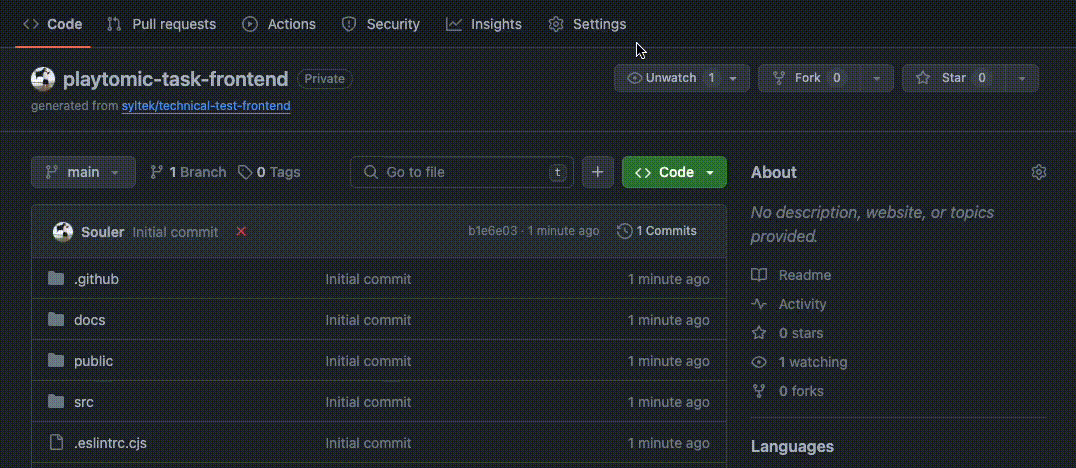 Code Pull requests Actions Security Insights Settings
playtomic-task-frontend Private
Unwatch 1 Fork 0 Star 0
generated from syltek/technical-test-frontend
main 1 Branch 0 Tags Go to file t + Code
About
No description, website, or topics
provided.
Souler Initial commit b1e6e03 · 1 minute ago 1 Commits
.github Initial commit 1 minute ago
docs Initial commit 1 minute ago
public Initial commit 1 minute ago
src Initial commit 1 minute ago
.eslintrc.cjs Initial commit 1 minute ago
Readme
Activity
0 stars
1 watching
0 forks
Languages